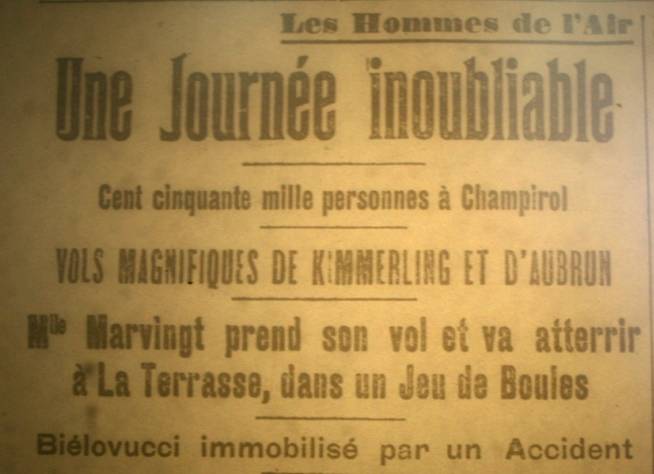 Les Hommes de l'Air
Une Journée inoubliable
Cent cinquante mille personnes à Champirol
VOLS MAGNIFIQUES DE KIMMERLING ET D'AUBRUN
Mlle Marvingt prend son vol et va atterrir
à La Terrasse, dans un Jeu de Boules
Biélovucci immobilisé par un Accident